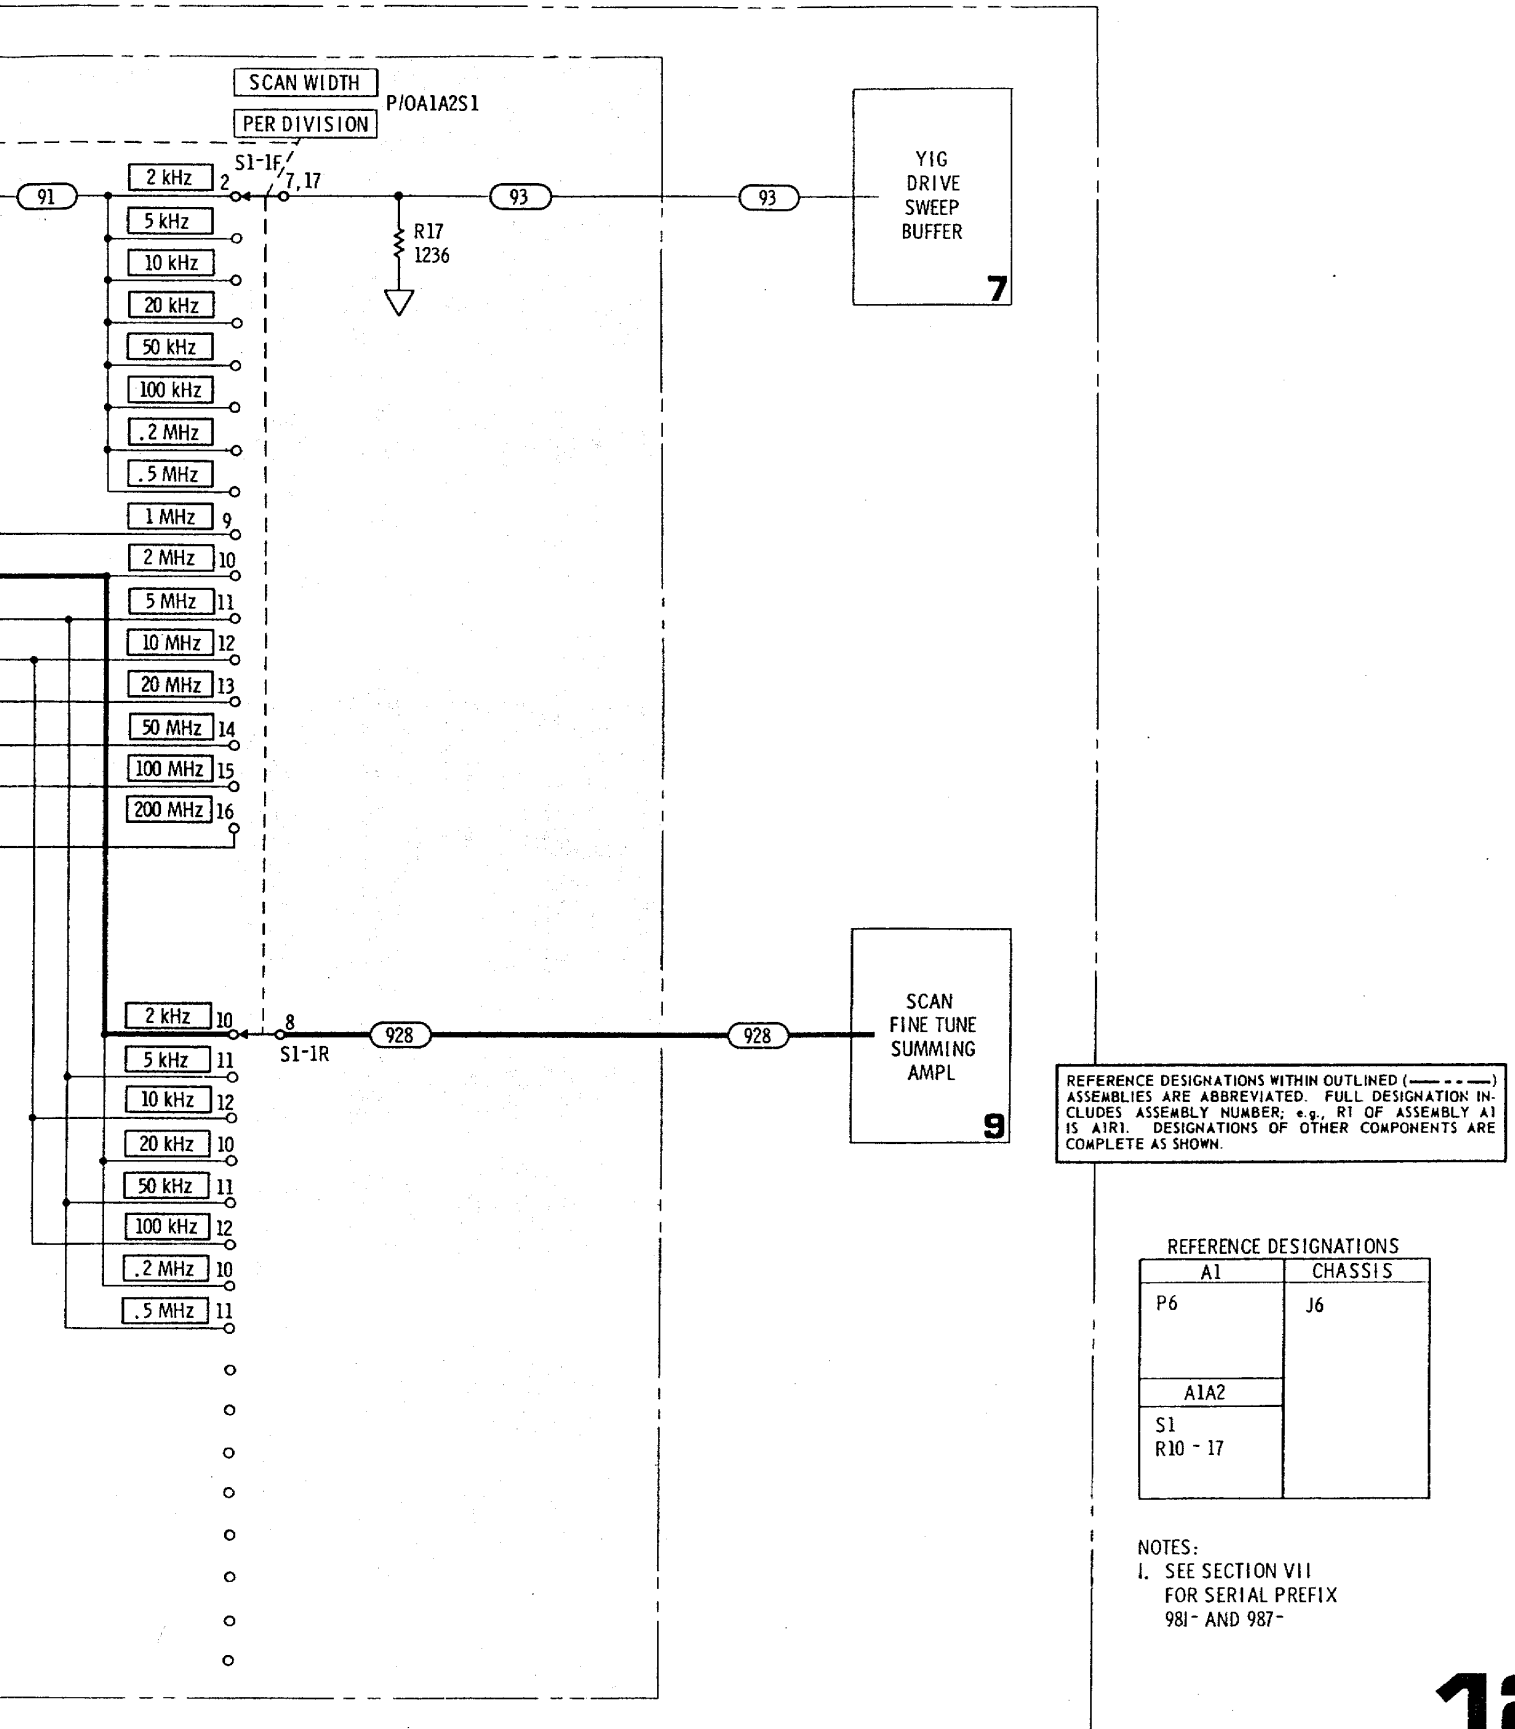 SCAN WIDTH
P/OA1A2S1
PER DIVISION
S1-1F
91
2 kHz 2
7, 17
93
93
YIG
DRIVE
SWEEP
BUFFER
7
R17
1236
5 kHz
10 kHz
20 kHz
50 kHz
100 kHz
.2 MHz
.5 MHz
1 MHz 9
2 MHz 10
5 MHz 11
10 MHz 12
20 MHz 13
50 MHz 14
100 MHz 15
200 MHz 16
2 kHz 10
8
S1-1R
928
928
SCAN
FINE TUNE
SUMMING
AMPL
9
5 kHz 11
10 kHz 12
20 kHz 10
50 kHz 11
100 kHz 12
.2 MHz 10
.5 MHz 11
REFERENCE DESIGNATIONS WITHIN OUTLINED (—— - - ——)
ASSEMBLIES ARE ABBREVIATED. FULL DESIGNATION IN-
CLUDES ASSEMBLY NUMBER; e.g., R1 OF ASSEMBLY A1
IS A1R1. DESIGNATIONS OF OTHER COMPONENTS ARE
COMPLETE AS SHOWN.
REFERENCE DESIGNATIONS
A1 CHASSIS
P6 J6
A1A2
S1
R10 - 17
NOTES:
1. SEE SECTION VII
FOR SERIAL PREFIX
981- AND 987-